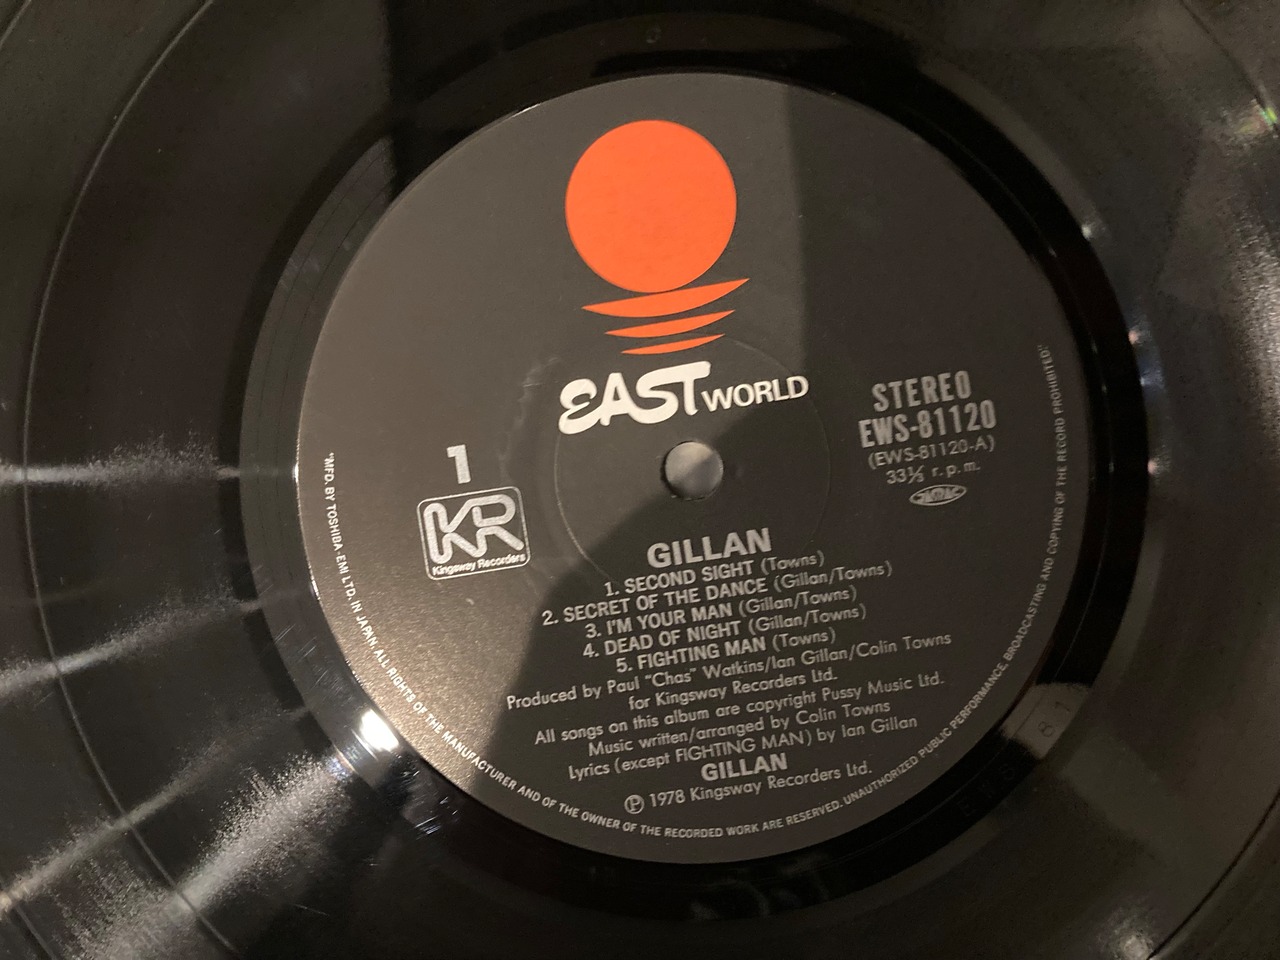 EAST WORLD
STEREO
EWS-81120
(EWS-81120-A)
33⅓ r.p.m.
1
KR
Kingsway Recorders
GILLAN
1. SECOND SIGHT (Towns)
2. SECRET OF THE DANCE (Gillan/Towns)
3. I'M YOUR MAN (Gillan/Towns)
4. DEAD OF NIGHT (Gillan/Towns)
5. FIGHTING MAN (Towns)
Produced by Paul "Chas" Watkins/Ian Gillan/Colin Towns
for Kingsway Recorders Ltd.
All songs on this album are copyright Pussy Music Ltd.
Music written/arranged by Colin Towns
Lyrics (except FIGHTING MAN) by Ian Gillan
GILLAN
Ⓟ 1978 Kingsway Recorders Ltd.
"MFD. BY TOSHIBA-EMI LTD. IN JAPAN. ALL RIGHTS OF THE MANUFACTURER AND OF THE OWNER OF THE RECORDED WORK ARE RESERVED. UNAUTHORIZED PUBLIC PERFORMANCE, BROADCASTING AND COPYING OF THE RECORD PROHIBITED."